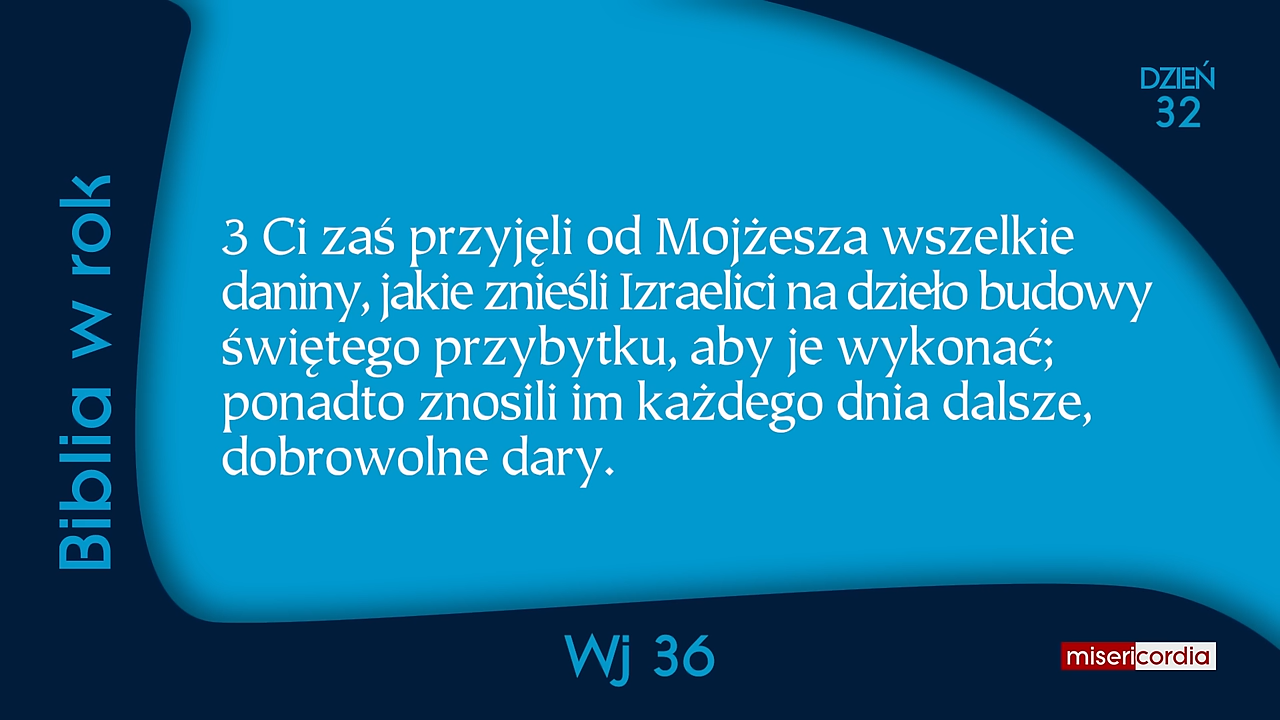 DZIEŃ
32
Biblia w rok
3 Ci zaś przyjęli od Mojżesza wszelkie
daniny, jakie znieśli Izraelici na dzieło budowy
świętego przybytku, aby je wykonać;
ponadto znosili im każdego dnia dalsze,
dobrowolne dary.
Wj 36
misericordia